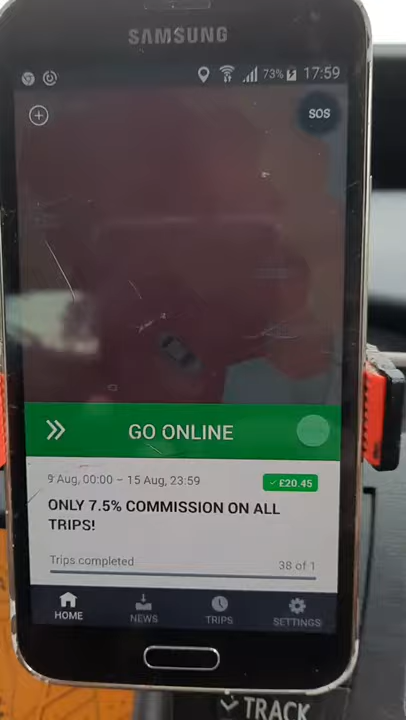 SAMSUNG
73% 17:59
SOS
GO ONLINE
9 Aug, 00:00 – 15 Aug, 23:59
£20.45
ONLY 7.5% COMMISSION ON ALL
TRIPS!
Trips completed
38 of 1
HOME
NEWS
TRIPS
SETTINGS
TRACK